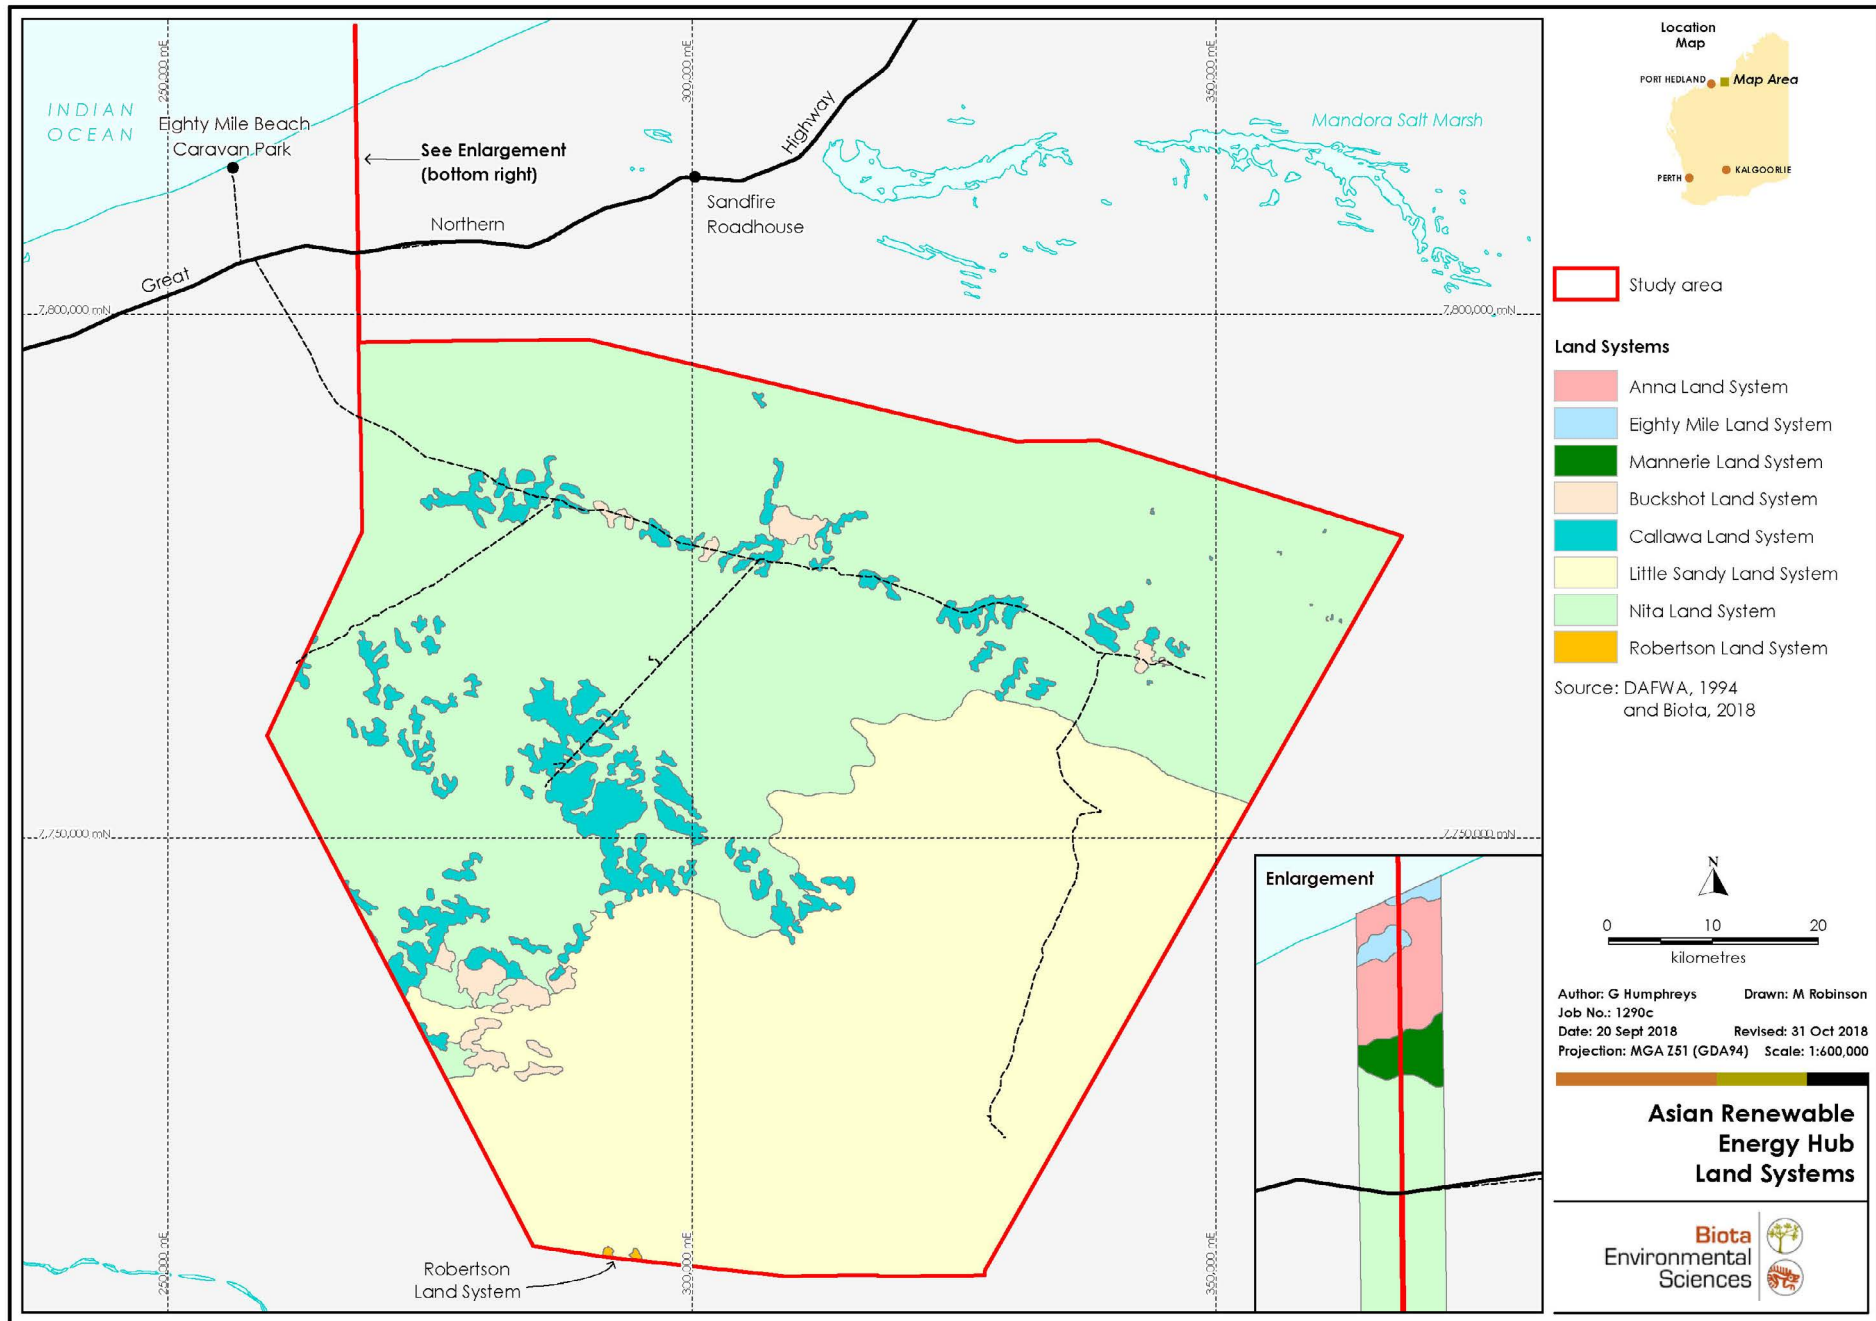 INDIAN
OCEAN
Eighty Mile Beach
Caravan Park
See Enlargement
(bottom right)
Great
Northern
Highway
Sandfire
Roadhouse
Mandora Salt Marsh
250,000 mE
300,000 mE
350,000 mE
7,800,000 mN
7,800,000 mN
7,750,000 mN
7,750,000 mN
250,000 mE
300,000 mE
350,000 mE
Robertson
Land System
Enlargement
Location
Map
PORT HEDLAND
Map Area
PERTH
KALGOORLIE
Study area
Land Systems
Anna Land System
Eighty Mile Land System
Mannerie Land System
Buckshot Land System
Callawa Land System
Little Sandy Land System
Nita Land System
Robertson Land System
Source: DAFWA, 1994
and Biota, 2018
N
0 10 20
kilometres
Author: G Humphreys Drawn: M Robinson
Job No.: 1290c
Date: 20 Sept 2018 Revised: 31 Oct 2018
Projection: MGA Z51 (GDA94) Scale: 1:600,000
Asian Renewable
Energy Hub
Land Systems
Biota
Environmental
Sciences